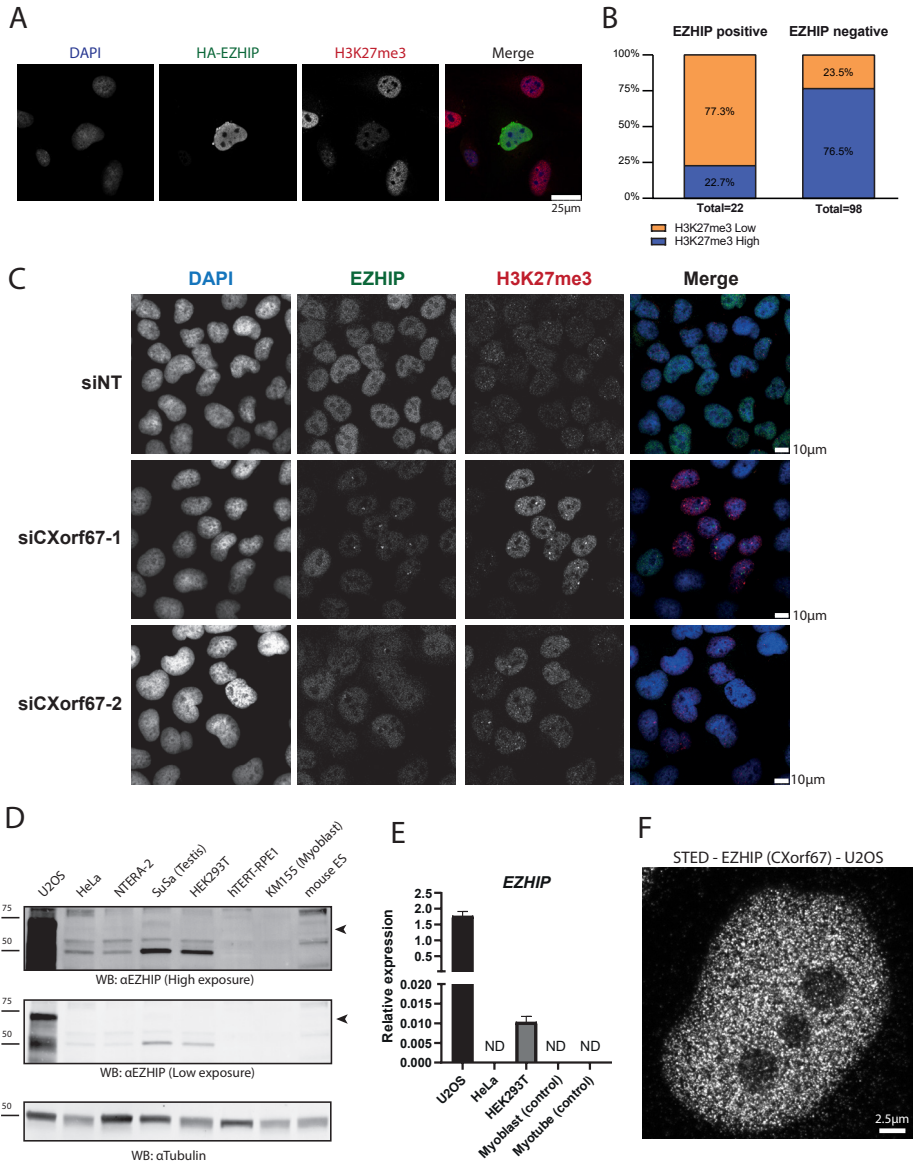 A
DAPI
HA-EZHIP
H3K27me3
Merge
25µm
B
EZHIP positive
EZHIP negative
100%
75%
50%
25%
0%
77.3%
22.7%
23.5%
76.5%
Total=22
Total=98
H3K27me3 Low
H3K27me3 High
C
DAPI
EZHIP
H3K27me3
Merge
siNT
10µm
siCXorf67-1
10µm
siCXorf67-2
10µm
D
U2OS
HeLa
NTERA-2
SuSa (Testis)
HEK293T
hTERT-RPE1
KM155 (Myoblast)
mouse ES
75
50
WB: αEZHIP (High exposure)
75
50
WB: αEZHIP (Low exposure)
50
WB: αTubulin
E
EZHIP
Relative expression
2.5
2.0
1.5
1.0
0.5
0.020
0.015
0.010
0.005
0.000
ND
ND
ND
U2OS
HeLa
HEK293T
Myoblast (control)
Myotube (control)
F
STED - EZHIP (CXorf67) - U2OS
2.5µm